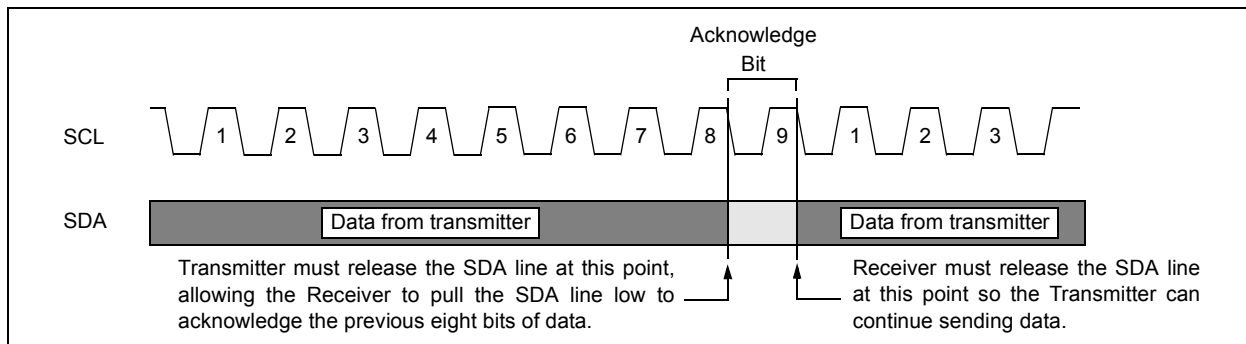 Acknowledge
Bit
SCL
1 2 3 4 5 6 7 8 9 1 2 3
SDA
Data from transmitter
Data from transmitter
Transmitter must release the SDA line at this point,
allowing the Receiver to pull the SDA line low to
acknowledge the previous eight bits of data.
Receiver must release the SDA line
at this point so the Transmitter can
continue sending data.